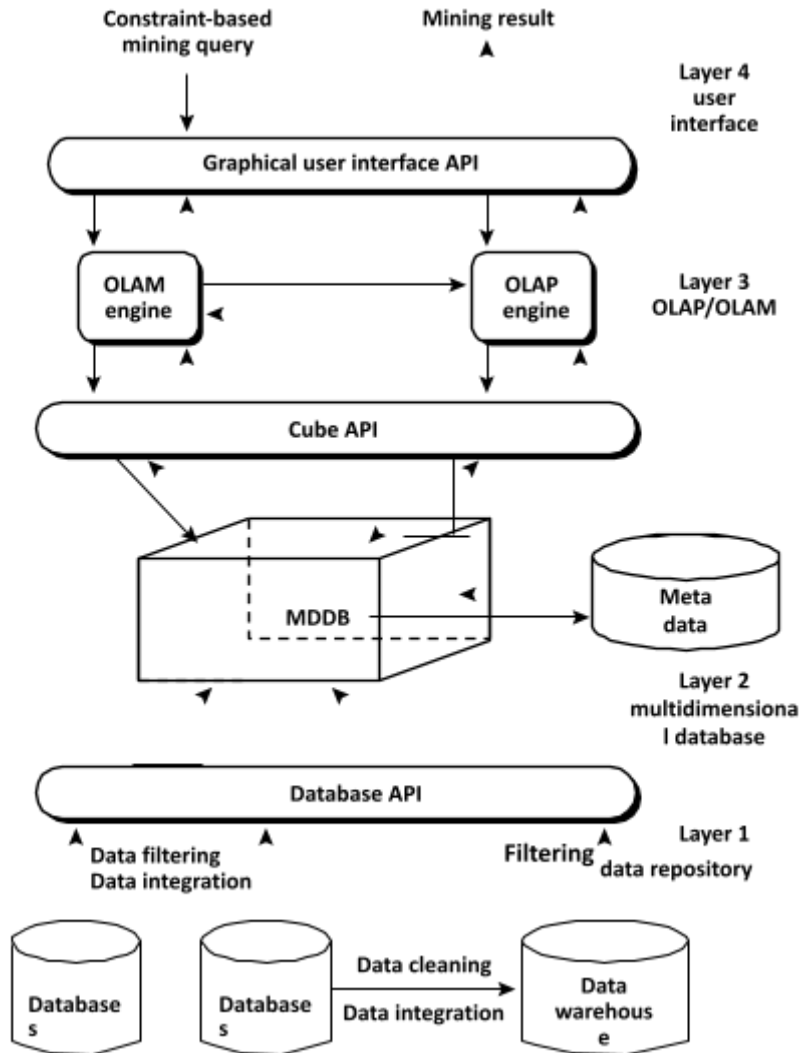 Constraint-based
mining query
Mining result
Layer 4
user
interface
Graphical user interface API
OLAM
engine
OLAP
engine
Layer 3
OLAP/OLAM
Cube API
MDDB
Meta
data
Layer 2
multidimensiona
l database
Database API
Layer 1
data repository
Data filtering
Data integration
Filtering
Database
s
Database
s
Data cleaning
Data integration
Data
warehous
e